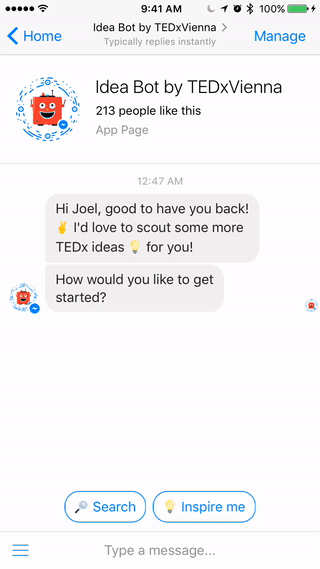 9:41 AM
100%
Home
Idea Bot by TEDxVienna
Typically replies instantly
Manage
Idea Bot by TEDxVienna
213 people like this
App Page
12:47 AM
Hi Joel, good to have you back!
✌️ I'd love to scout some more
TEDx ideas 💡 for you!
How would you like to get
started?
🔎 Search
💡 Inspire me
Type a message...